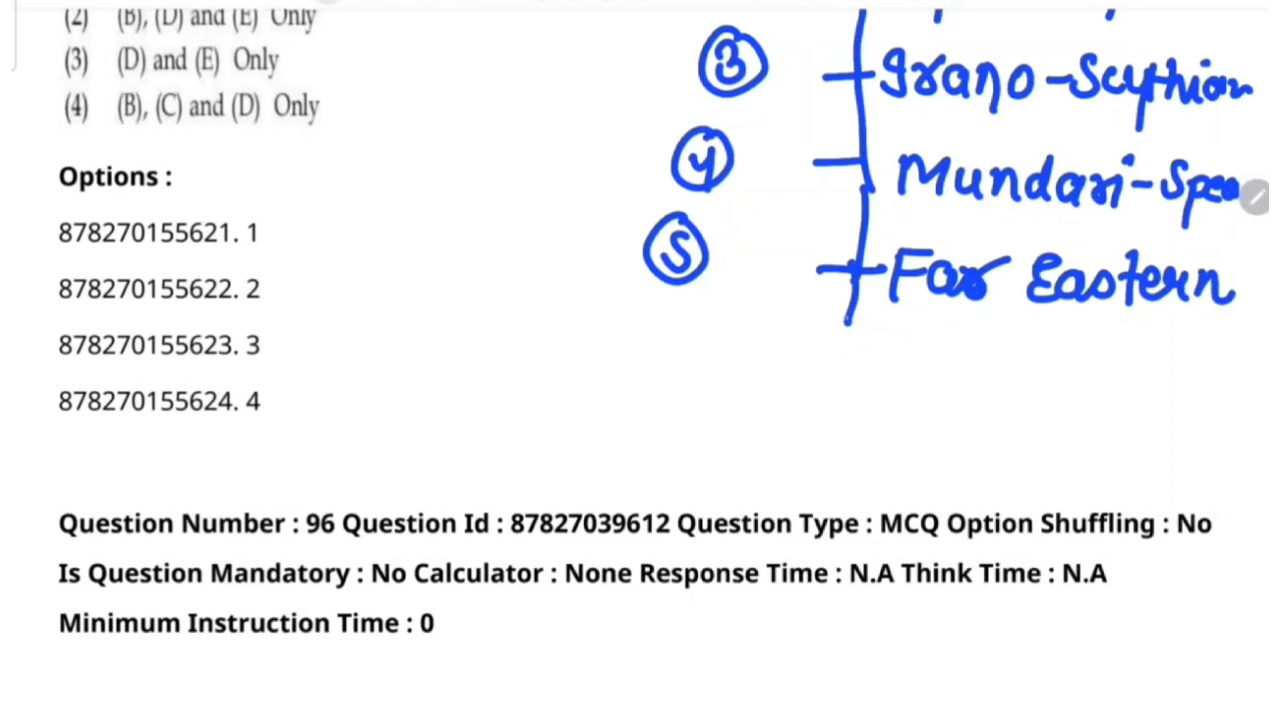 (2) (B), (D) and (E) Only
(3) (D) and (E) Only
(4) (B), (C) and (D) Only
3 Irano-Scythian
4 Mundari-Spea
5 Far Eastern
Options :
878270155621. 1
878270155622. 2
878270155623. 3
878270155624. 4
Question Number : 96 Question Id : 87827039612 Question Type : MCQ Option Shuffling : No
Is Question Mandatory : No Calculator : None Response Time : N.A Think Time : N.A
Minimum Instruction Time : 0